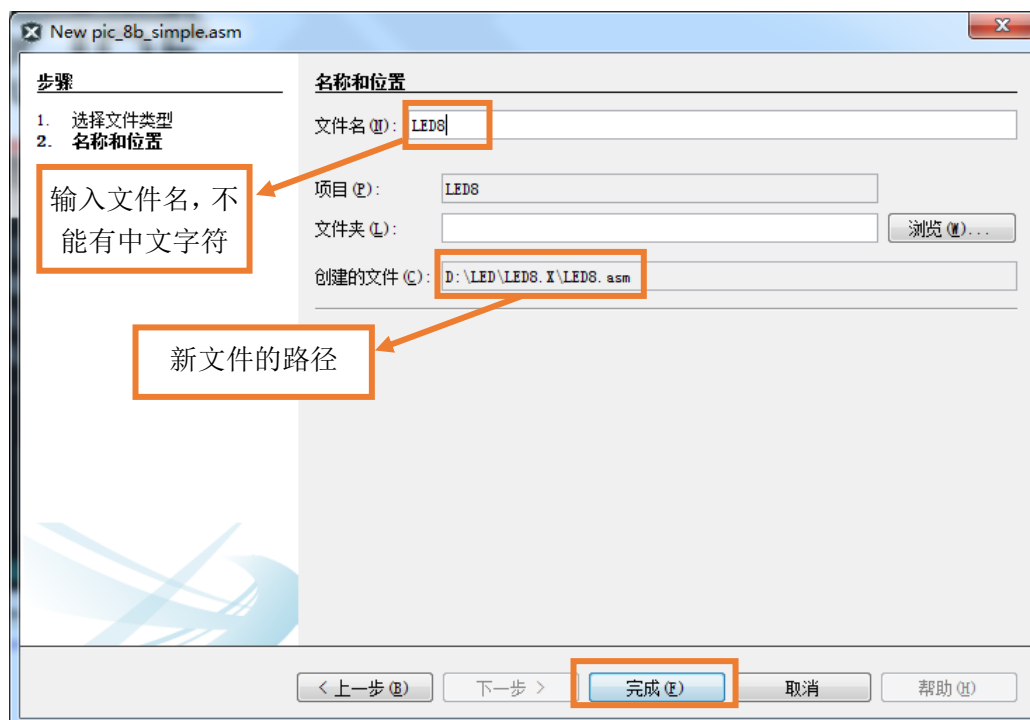 New pic_8b_simple.asm
步骤
1. 选择文件类型
2. 名称和位置
名称和位置
文件名(N): LED8
输入文件名,不
能有中文字符
项目(P): LED8
文件夹(L): 浏览(W)...
创建的文件(C): D:\LED\LED8.X\LED8.asm
新文件的路径
< 上一步(B) 下一步 > 完成(F) 取消 帮助(H)